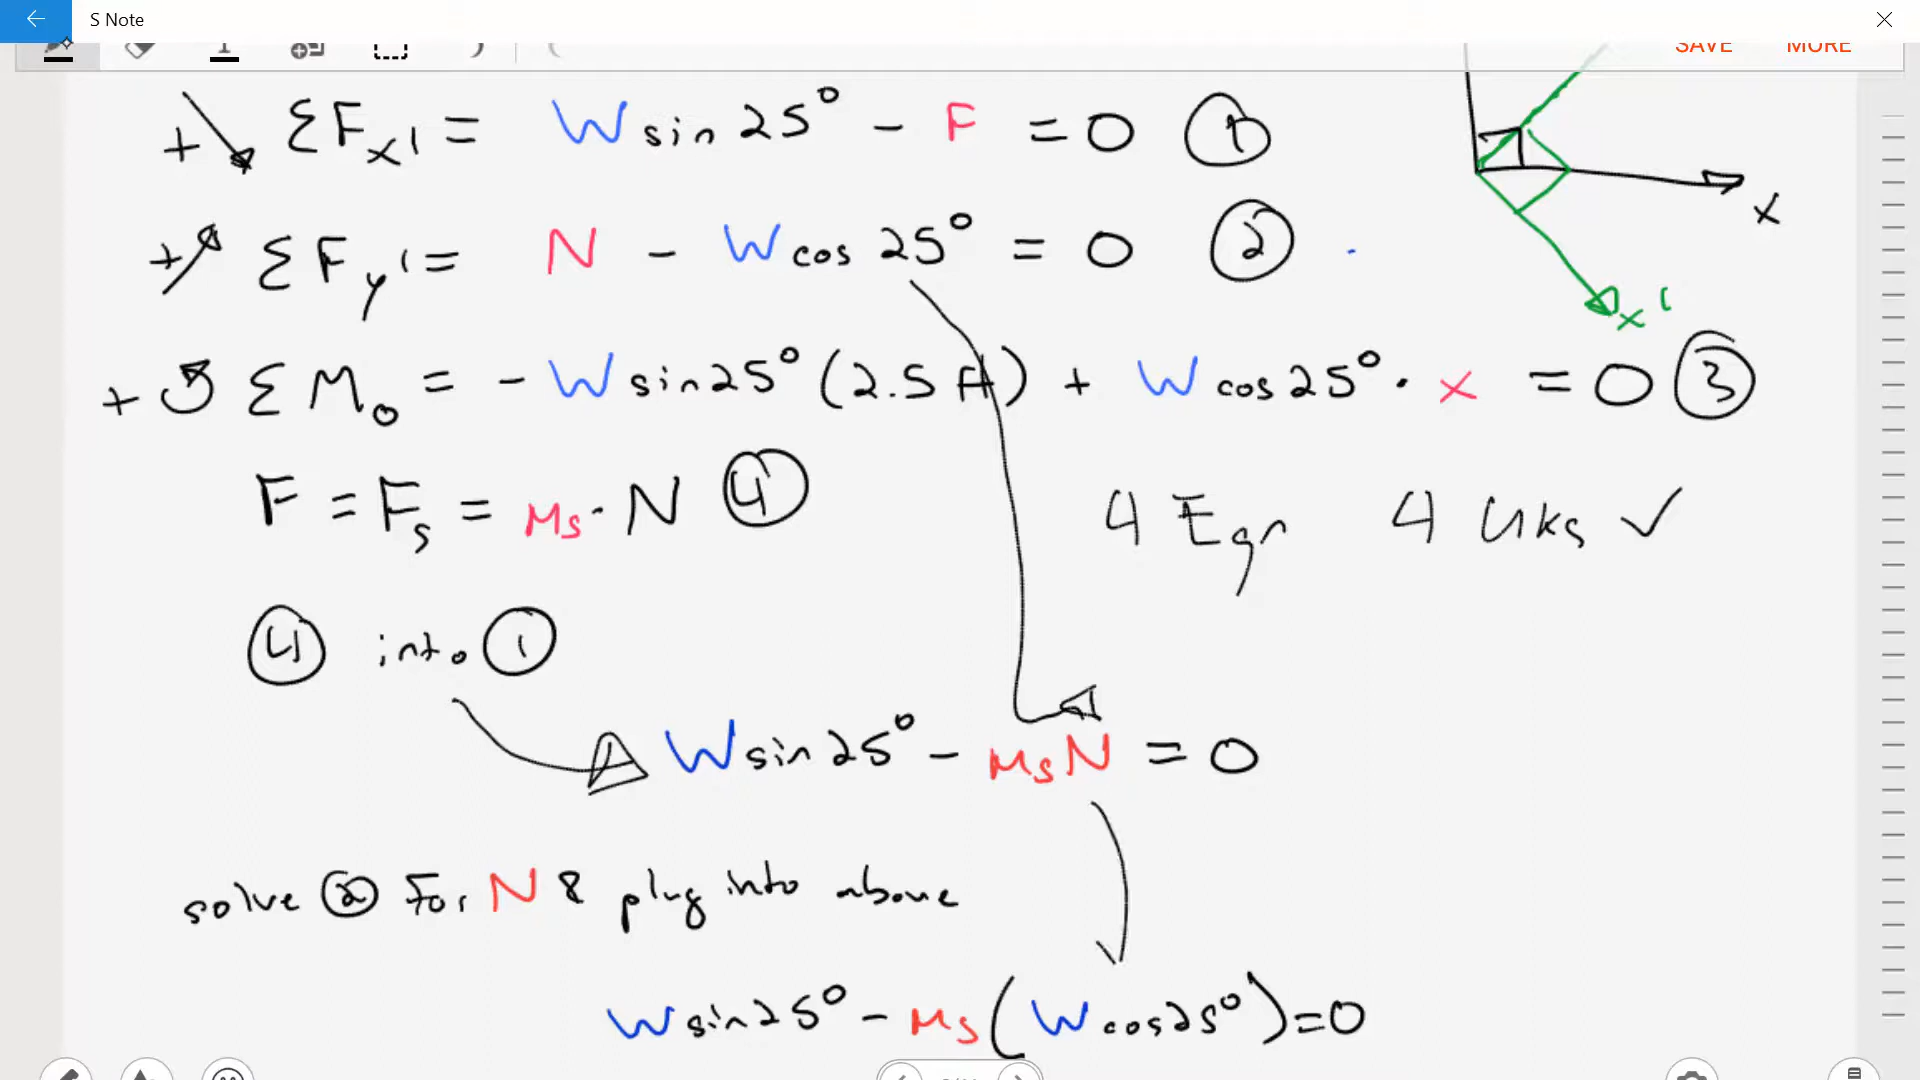 S Note
SAVE MORE
+ ΣFx' = W sin 25° - F = 0 ①
+ ΣFy' = N - W cos 25° = 0 ②
+ ΣMo = - W sin 25° (2.5 ft) + W cos 25° · x = 0 ③
F = Fs = μs · N ④ 4 Eqn 4 Uks ✓
④ into ①
W sin 25° - μs N = 0
solve ② for N & plug into above
W sin 25° - μs (W cos 25°) = 0
x
x'